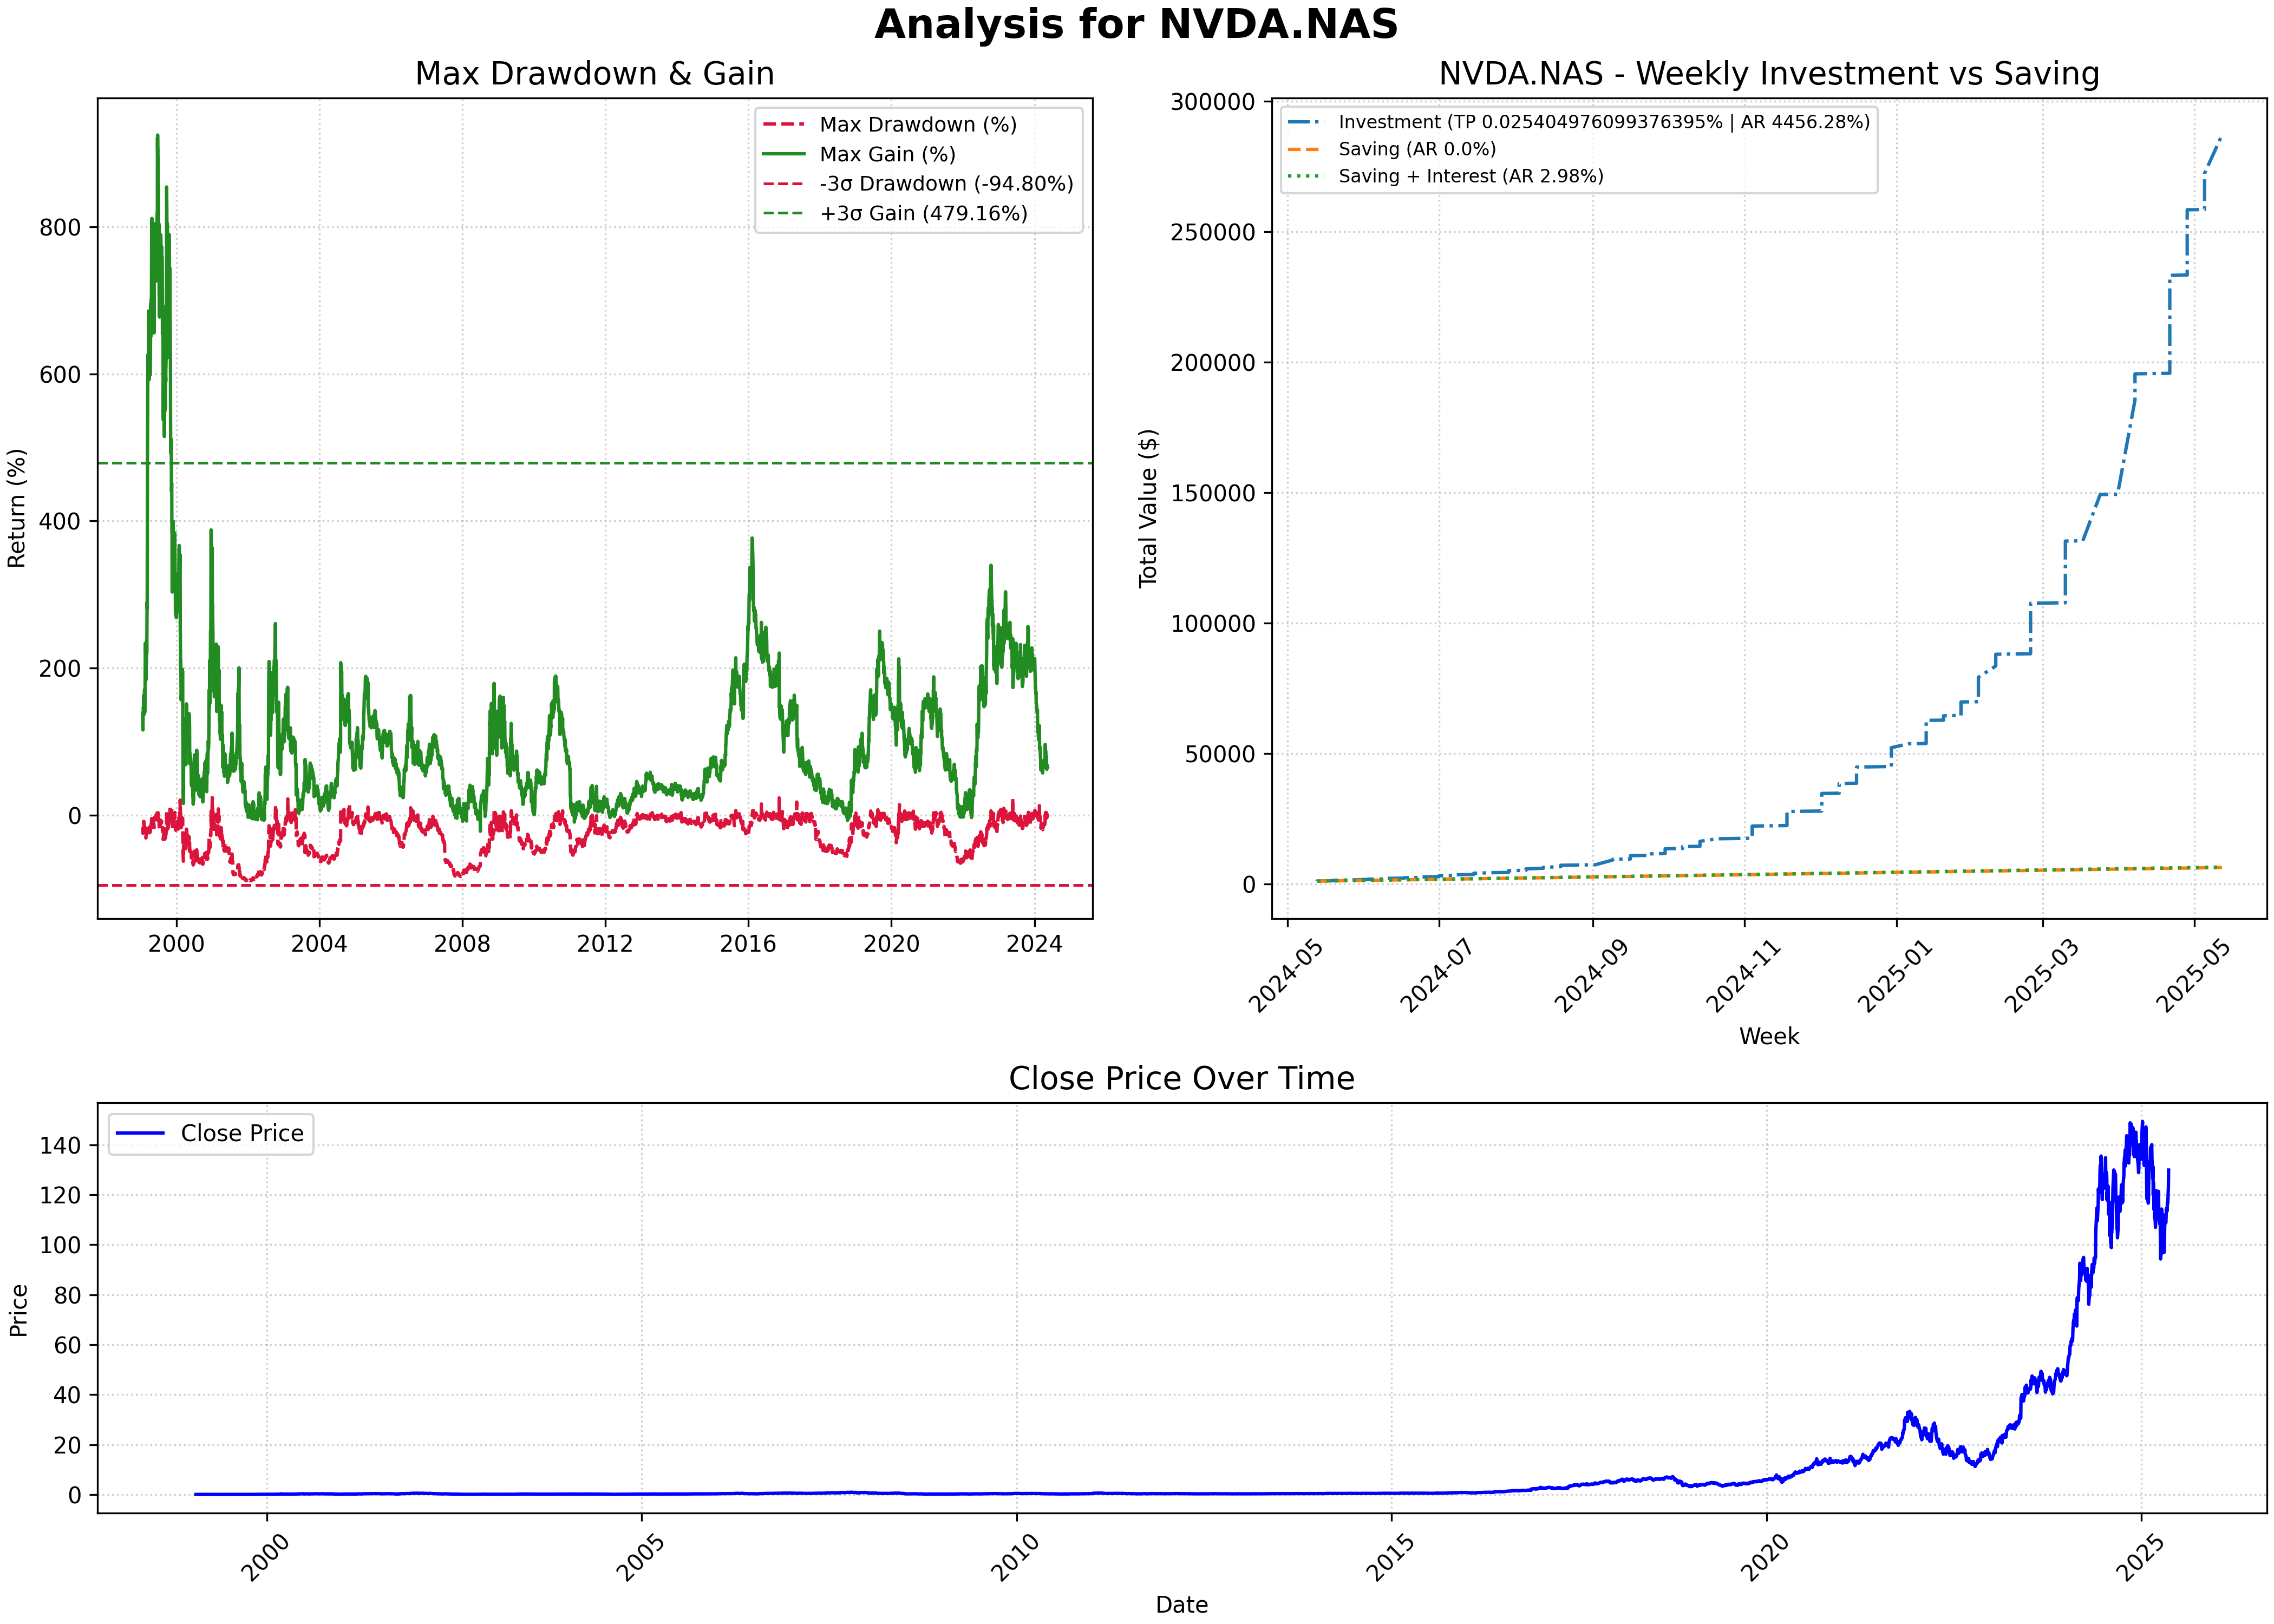 Analysis for NVDA.NAS
Max Drawdown & Gain
Return (%)
800
600
400
200
0
2000 2004 2008 2012 2016 2020 2024
Max Drawdown (%)
Max Gain (%)
-3σ Drawdown (-94.80%)
+3σ Gain (479.16%)
NVDA.NAS - Weekly Investment vs Saving
Total Value ($)
300000
250000
200000
150000
100000
50000
0
2024-05 2024-07 2024-09 2024-11 2025-01 2025-03 2025-05
Week
Investment (TP 0.025404976099376395% | AR 4456.28%)
Saving (AR 0.0%)
Saving + Interest (AR 2.98%)
Close Price Over Time
Price
140
120
100
80
60
40
20
0
2000 2005 2010 2015 2020 2025
Date
Close Price